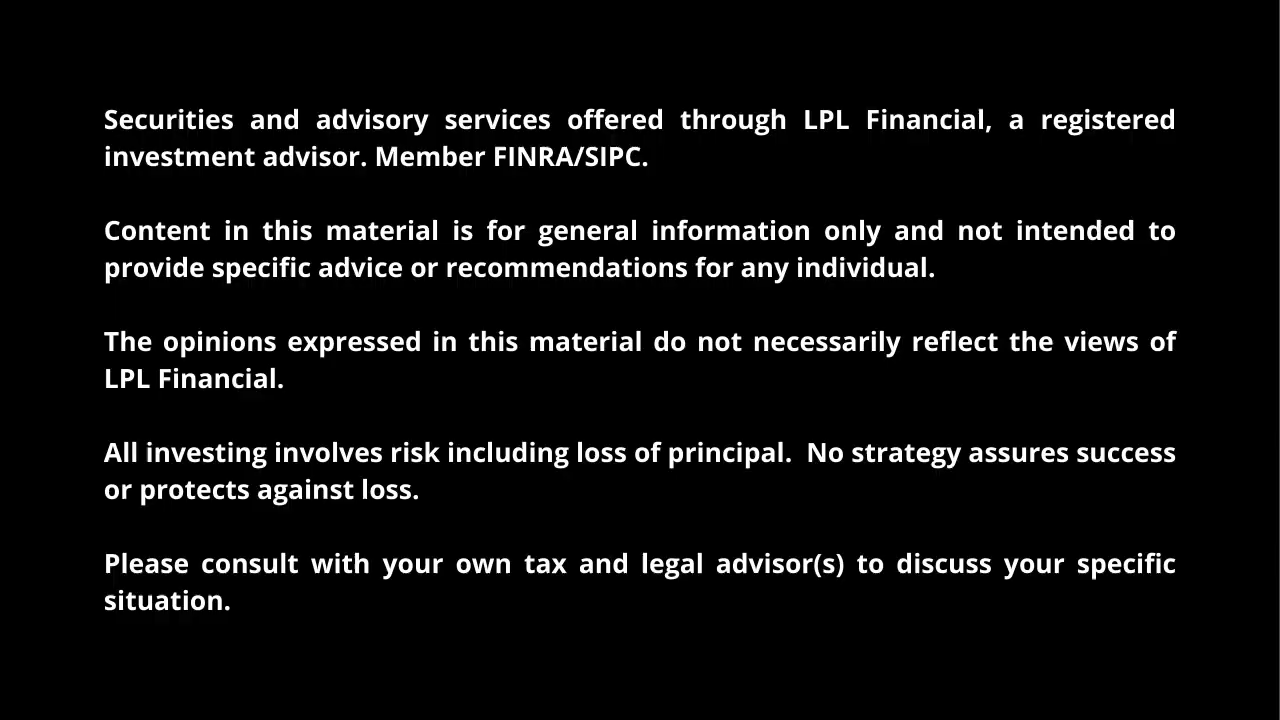 Securities and advisory services offered through LPL Financial, a registered
investment advisor. Member FINRA/SIPC.
Content in this material is for general information only and not intended to
provide specific advice or recommendations for any individual.
The opinions expressed in this material do not necessarily reflect the views of
LPL Financial.
All investing involves risk including loss of principal.  No strategy assures success
or protects against loss.
Please consult with your own tax and legal advisor(s) to discuss your specific
situation.